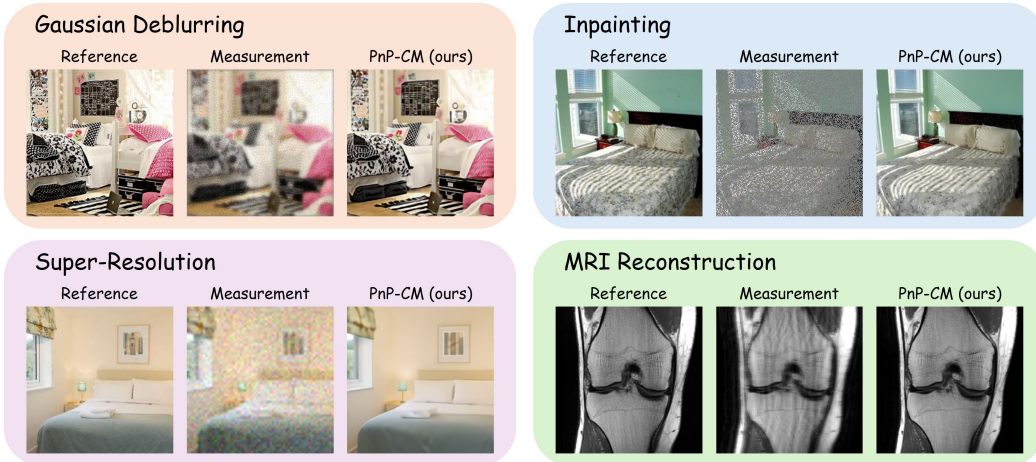 Gaussian Deblurring
Reference Measurement PnP-CM (ours)
Inpainting
Reference Measurement PnP-CM (ours)
Super-Resolution
Reference Measurement PnP-CM (ours)
MRI Reconstruction
Reference Measurement PnP-CM (ours)